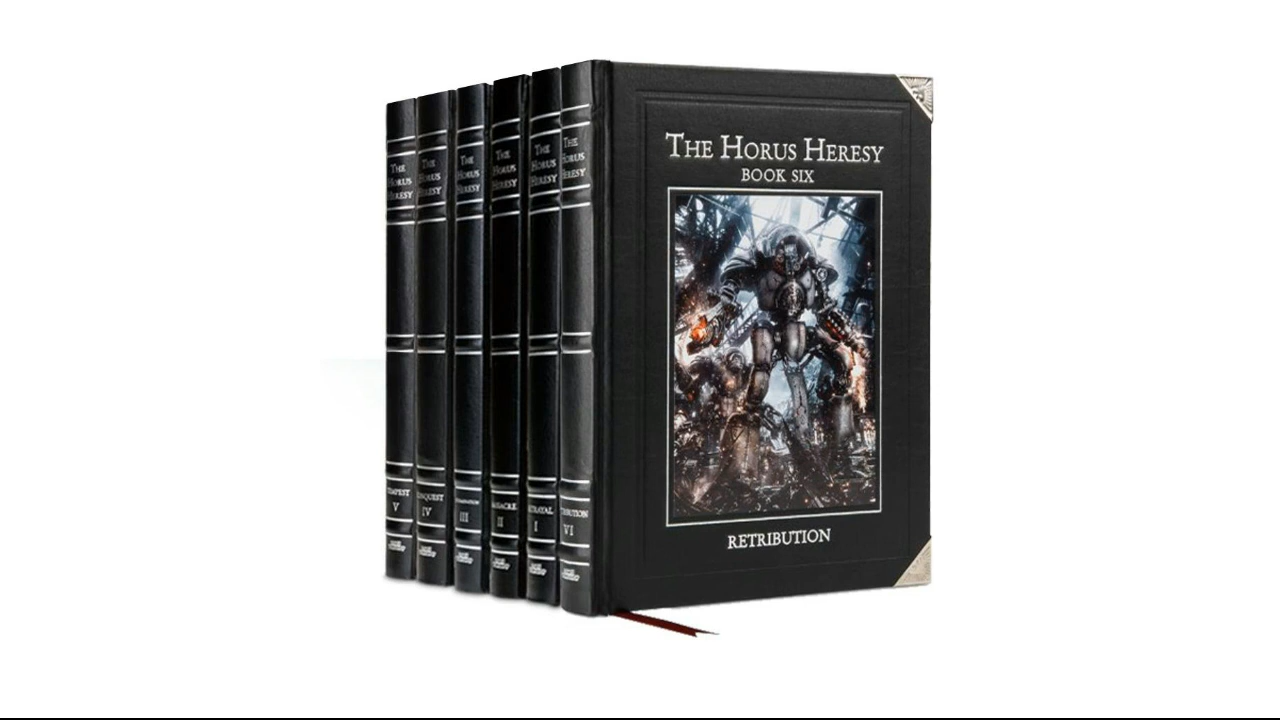 THE HORUS HERESY
BOOK SIX
RETRIBUTION
THE
HORUS
HERESY
V
THE
HORUS
HERESY
IV
THE
HORUS
HERESY
III
THE
HORUS
HERESY
II
THE
HORUS
HERESY
I
THE
HORUS
HERESY
VI